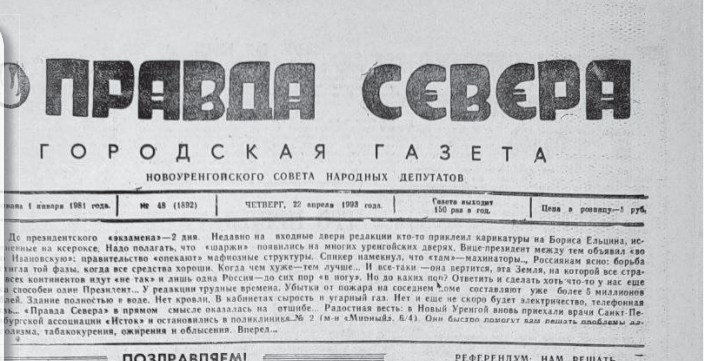 ПРАВДА СЕВЕРА
ГОРОДСКАЯ ГАЗЕТА
НОВОУРЕНГОЙСКОГО СОВЕТА НАРОДНЫХ ДЕПУТАТОВ
1 января 1981 года. № 48 (1892) ЧЕТВЕРГ, 22 апреля 1993 года. Газета выходит 150 раз в год. Цена в розницу—5 руб.
До президентского «экзамена»—2 дня. Недавно на входные двери редакции кто-то приклеил карикатуры на Бориса Ельцина, ис-
ненные на ксероксе. Надо полагать, что «шаржи» появились на многих уренгойских дверях. Вице-президент между тем объявил «во
Ивановскую»: правительство «опекают» мафиозные структуры. Спикер намекнул, что «там»—махинаторы.., Россиянам ясно: борьба
тигла той фазы, когда все средства хороши. Когда чем хуже—тем лучше... И все-таки —она вертится, эта Земля, на которой все стра-
всех континентов идут «не так» и лишь одна Россия—до сих пор «в ногу». Но до каких пор? Ответить и сделать хоть что-то у нас еще
способен один Президент... У редакции трудные времена. Убытки от пожара на соседнем составляют уже более 5 миллионов
лей. Здание полностью в воде. Нет кровли. В кабинетах сырость и угарный газ. Нет и еще не скоро будет электричество, телефонная
«Правда Севера» в прямом смысле оказалась на отшибе... Радостная весть: в Новый Уренгой вновь приехали врачи Санкт-Пе-
бургской ассоциации «Исток» и остановились в поликлинике № 2 (м-н «Мирный», 6/4). Они быстро помогут вам решать проблемы
голизма, табакокурения, ожирения и облысения. Вперед...
ПОЗДРАВЛЯЕМ! РЕФЕРЕНДУМ: НАМ РЕШАТЬ